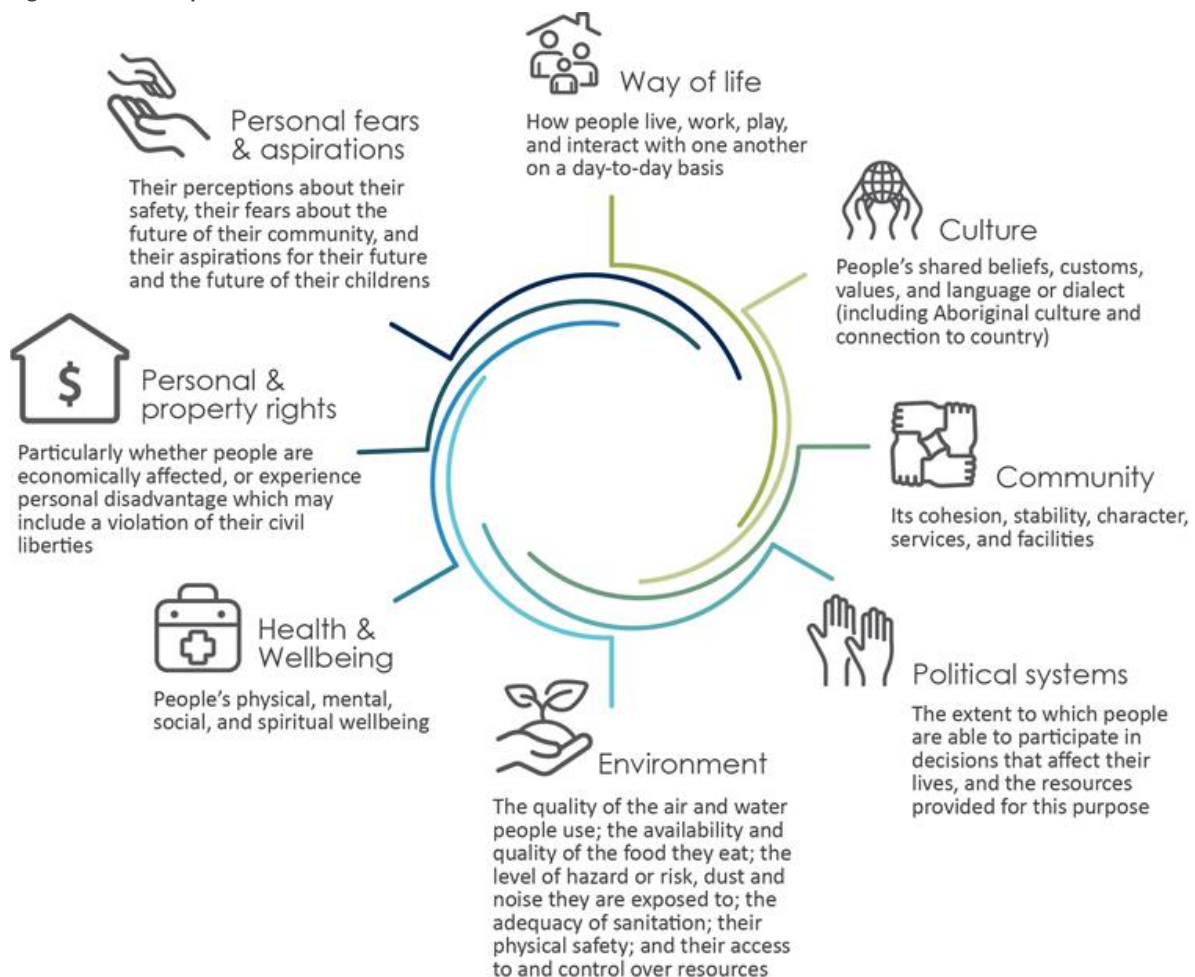 Way of life
How people live, work, play,
and interact with one another
on a day-to-day basis
Culture
People's shared beliefs, customs,
values, and language or dialect
(including Aboriginal culture and
connection to country)
Community
Its cohesion, stability, character,
services, and facilities
Political systems
The extent to which people
are able to participate in
decisions that affect their
lives, and the resources
provided for this purpose
Environment
The quality of the air and water
people use; the availability and
quality of the food they eat; the
level of hazard or risk, dust and
noise they are exposed to; the
adequacy of sanitation; their
physical safety; and their access
to and control over resources
Health &
Wellbeing
People's physical, mental,
social, and spiritual wellbeing
Personal &
property rights
$
Particularly whether people are
economically affected, or experience
personal disadvantage which may
include a violation of their civil
liberties
Personal fears
& aspirations
Their perceptions about their
safety, their fears about the
future of their community, and
their aspirations for their future
and the future of their childrens